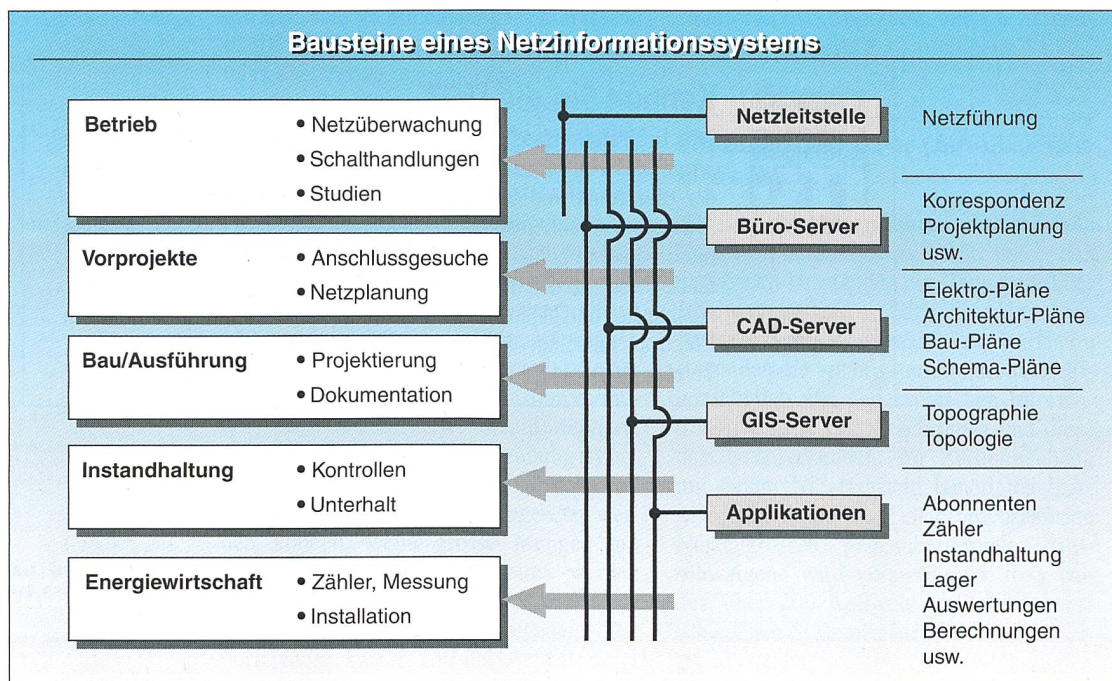 Bausteine eines Netzinformationssystems
Betrieb
• Netzüberwachung
• Schalthandlungen
• Studien
Vorprojekte
• Anschlussgesuche
• Netzplanung
Bau/Ausführung
• Projektierung
• Dokumentation
Instandhaltung
• Kontrollen
• Unterhalt
Energiewirtschaft
• Zähler, Messung
• Installation
Netzleitstelle
Netzführung
Büro-Server
Korrespondenz
Projektplanung
usw.
CAD-Server
Elektro-Pläne
Architektur-Pläne
Bau-Pläne
Schema-Pläne
GIS-Server
Topographie
Topologie
Applikationen
Abonnenten
Zähler
Instandhaltung
Lager
Auswertungen
Berechnungen
usw.